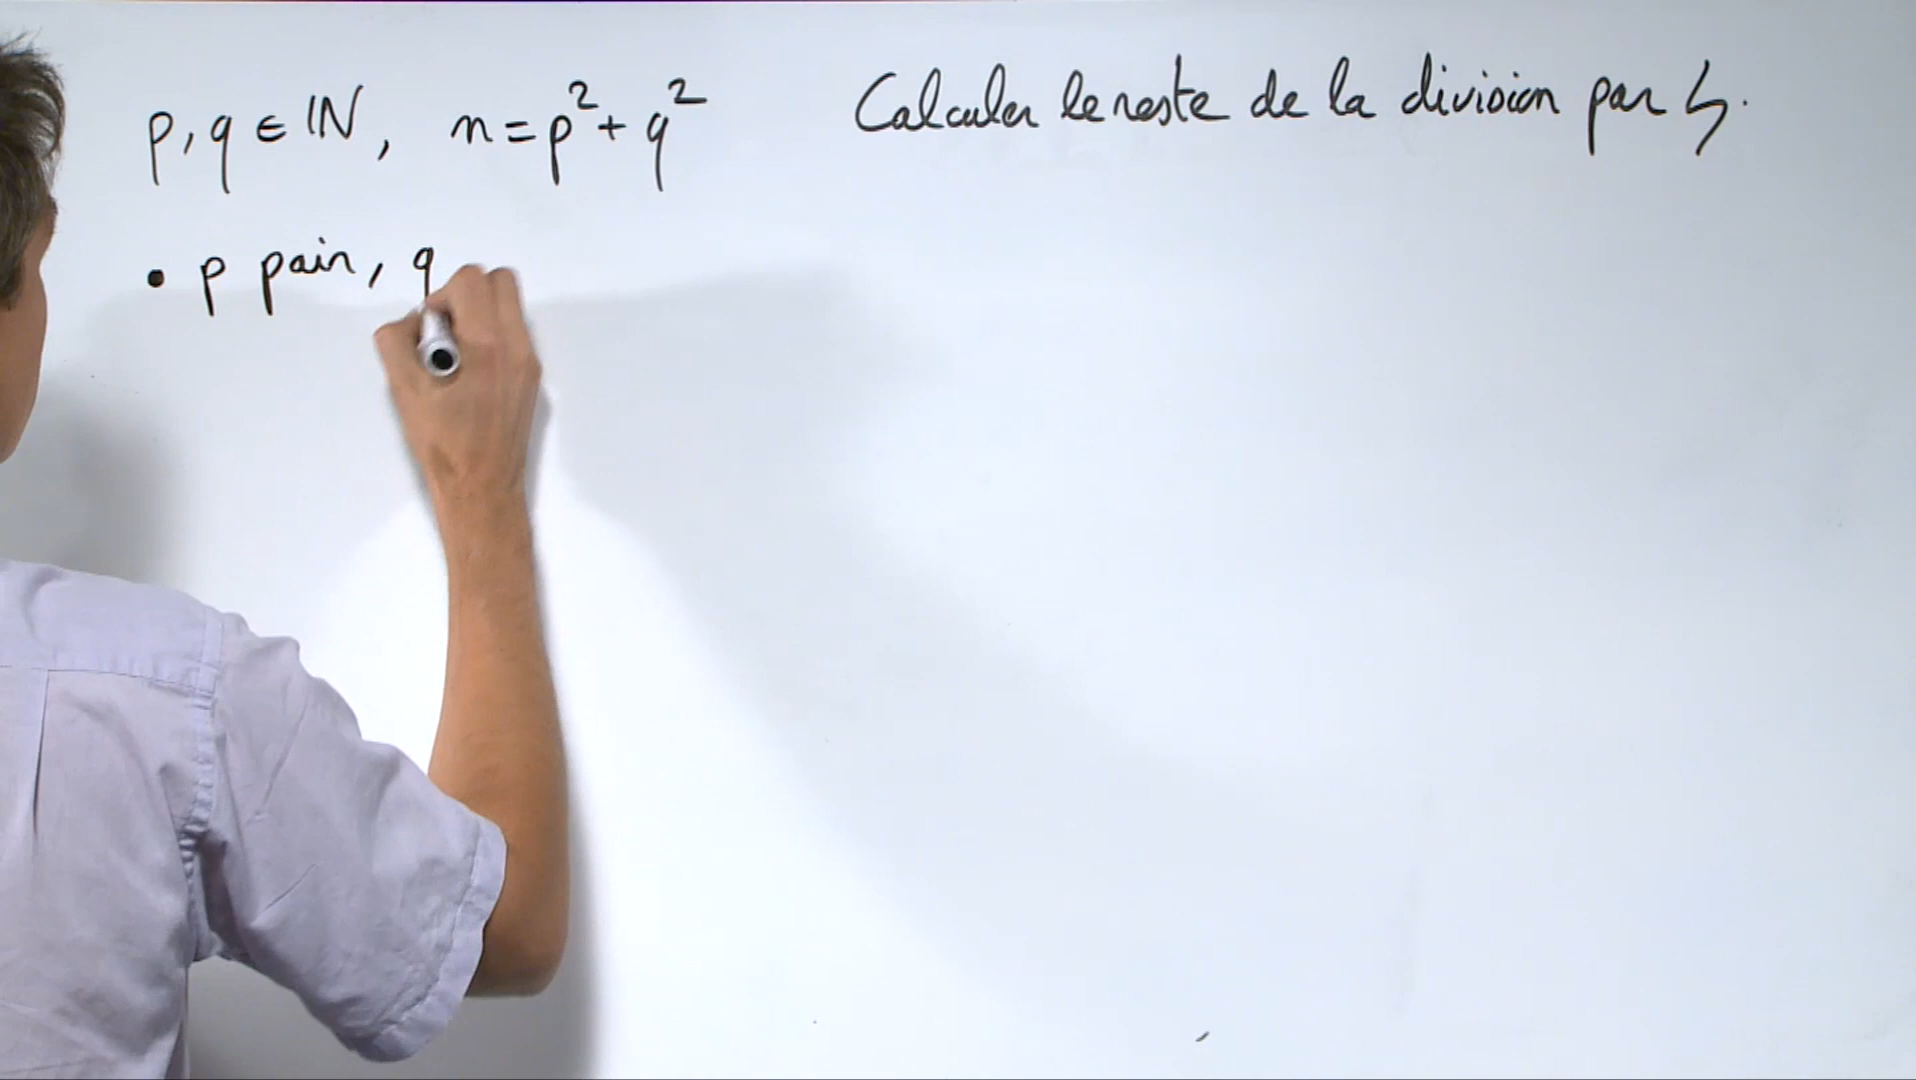 p, q ∈ ℕ, n = p² + q² Calculer le reste de la division par 4.
• p pair, q